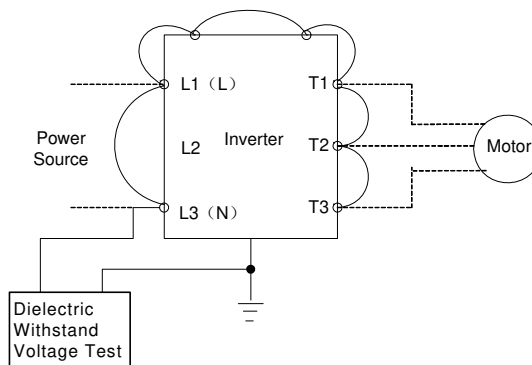 L1（L）
T1
Power
Source
L2
Inverter
T2
Motor
L3（N）
T3
Dielectric
Withstand
Voltage Test